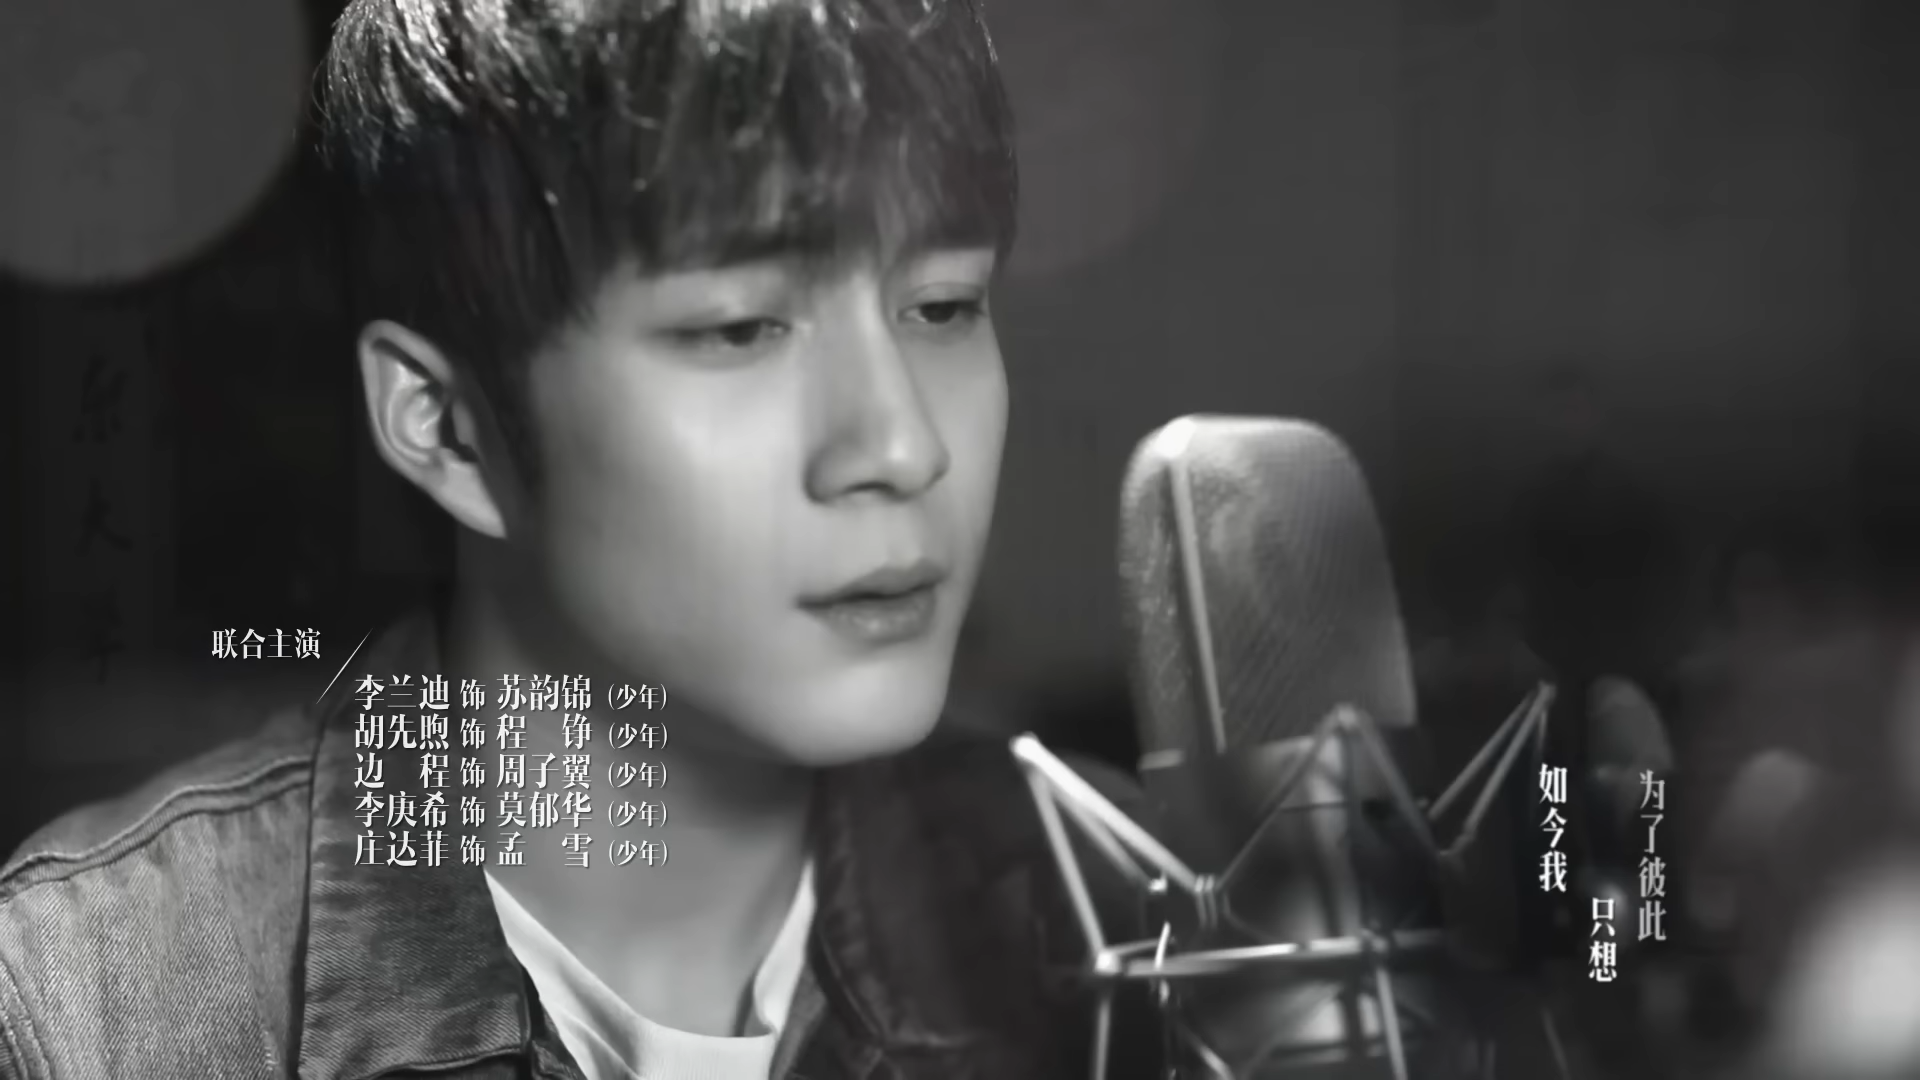 联合主演
李兰迪 饰 苏韵锦 (少年)
胡先煦 饰 程 铮 (少年)
边 程 饰 周子翼 (少年)
李庚希 饰 莫郁华 (少年)
庄达菲 饰 孟 雪 (少年)
为了彼此
只想
如今我